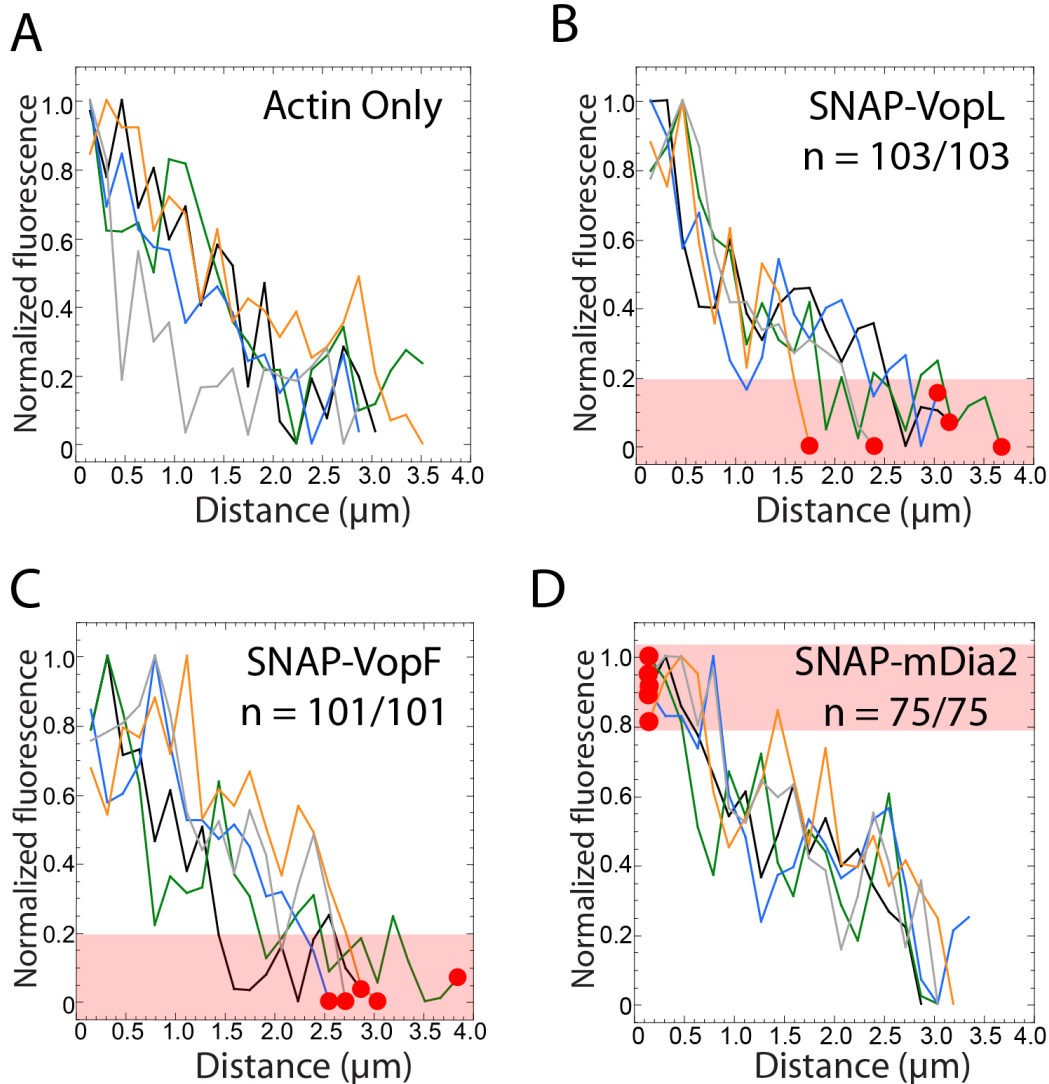 A
Actin Only
Normalized fluorescence
1.0
0.8
0.6
0.4
0.2
0
0 0.5 1.0 1.5 2.0 2.5 3.0 3.5 4.0
Distance (µm)
B
SNAP-VopL
n = 103/103
Normalized fluorescence
1.0
0.8
0.6
0.4
0.2
0
0 0.5 1.0 1.5 2.0 2.5 3.0 3.5 4.0
Distance (µm)
C
SNAP-VopF
n = 101/101
Normalized fluorescence
1.0
0.8
0.6
0.4
0.2
0
0 0.5 1.0 1.5 2.0 2.5 3.0 3.5 4.0
Distance (µm)
D
SNAP-mDia2
n = 75/75
Normalized fluorescence
1.0
0.8
0.6
0.4
0.2
0
0 0.5 1.0 1.5 2.0 2.5 3.0 3.5 4.0
Distance (µm)